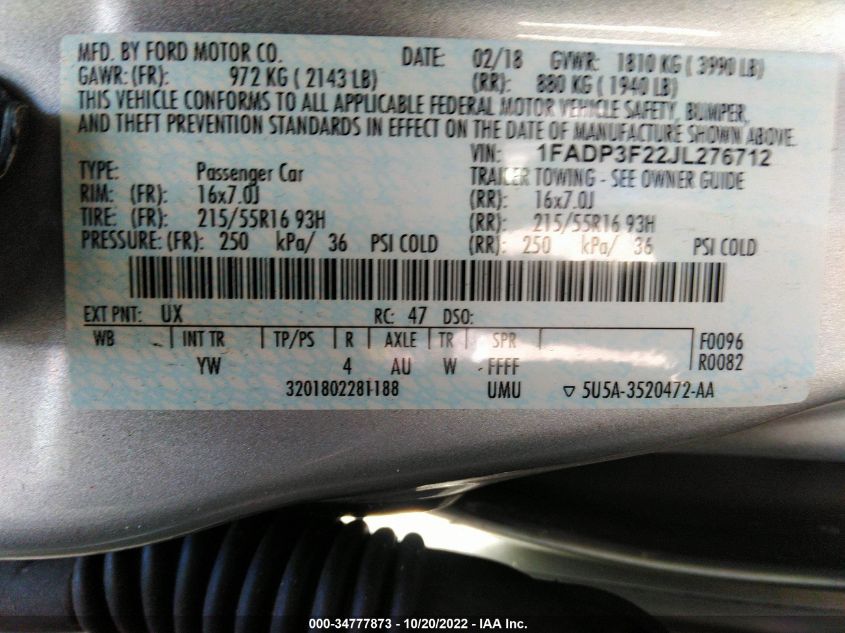 MFD. BY FORD MOTOR CO. DATE: 02/18 GVWR: 1810 KG ( 3990 LB)
GAWR: (FR): 972 KG ( 2143 LB) (RR): 880 KG ( 1940 LB)
THIS VEHICLE CONFORMS TO ALL APPLICABLE FEDERAL MOTOR VEHICLE SAFETY, BUMPER,
AND THEFT PREVENTION STANDARDS IN EFFECT ON THE DATE OF MANUFACTURE SHOWN ABOVE.
VIN: 1FADP3F22JL276712
TYPE: Passenger Car TRAILER TOWING - SEE OWNER GUIDE
RIM: (FR): 16x7.0J (RR): 16x7.0J
TIRE: (FR): 215/55R16 93H (RR): 215/55R16 93H
PRESSURE: (FR): 250 kPa/ 36 PSI COLD (RR): 250 kPa/ 36 PSI COLD
EXT PNT: UX RC: 47 DSO:
WB INT TR TP/PS R AXLE TR SPR F0096
YW 4 AU W FFFF R0082
3201802281188 UMU ▽ 5U5A-3520472-AA
000-34777873 - 10/20/2022 - IAA Inc.